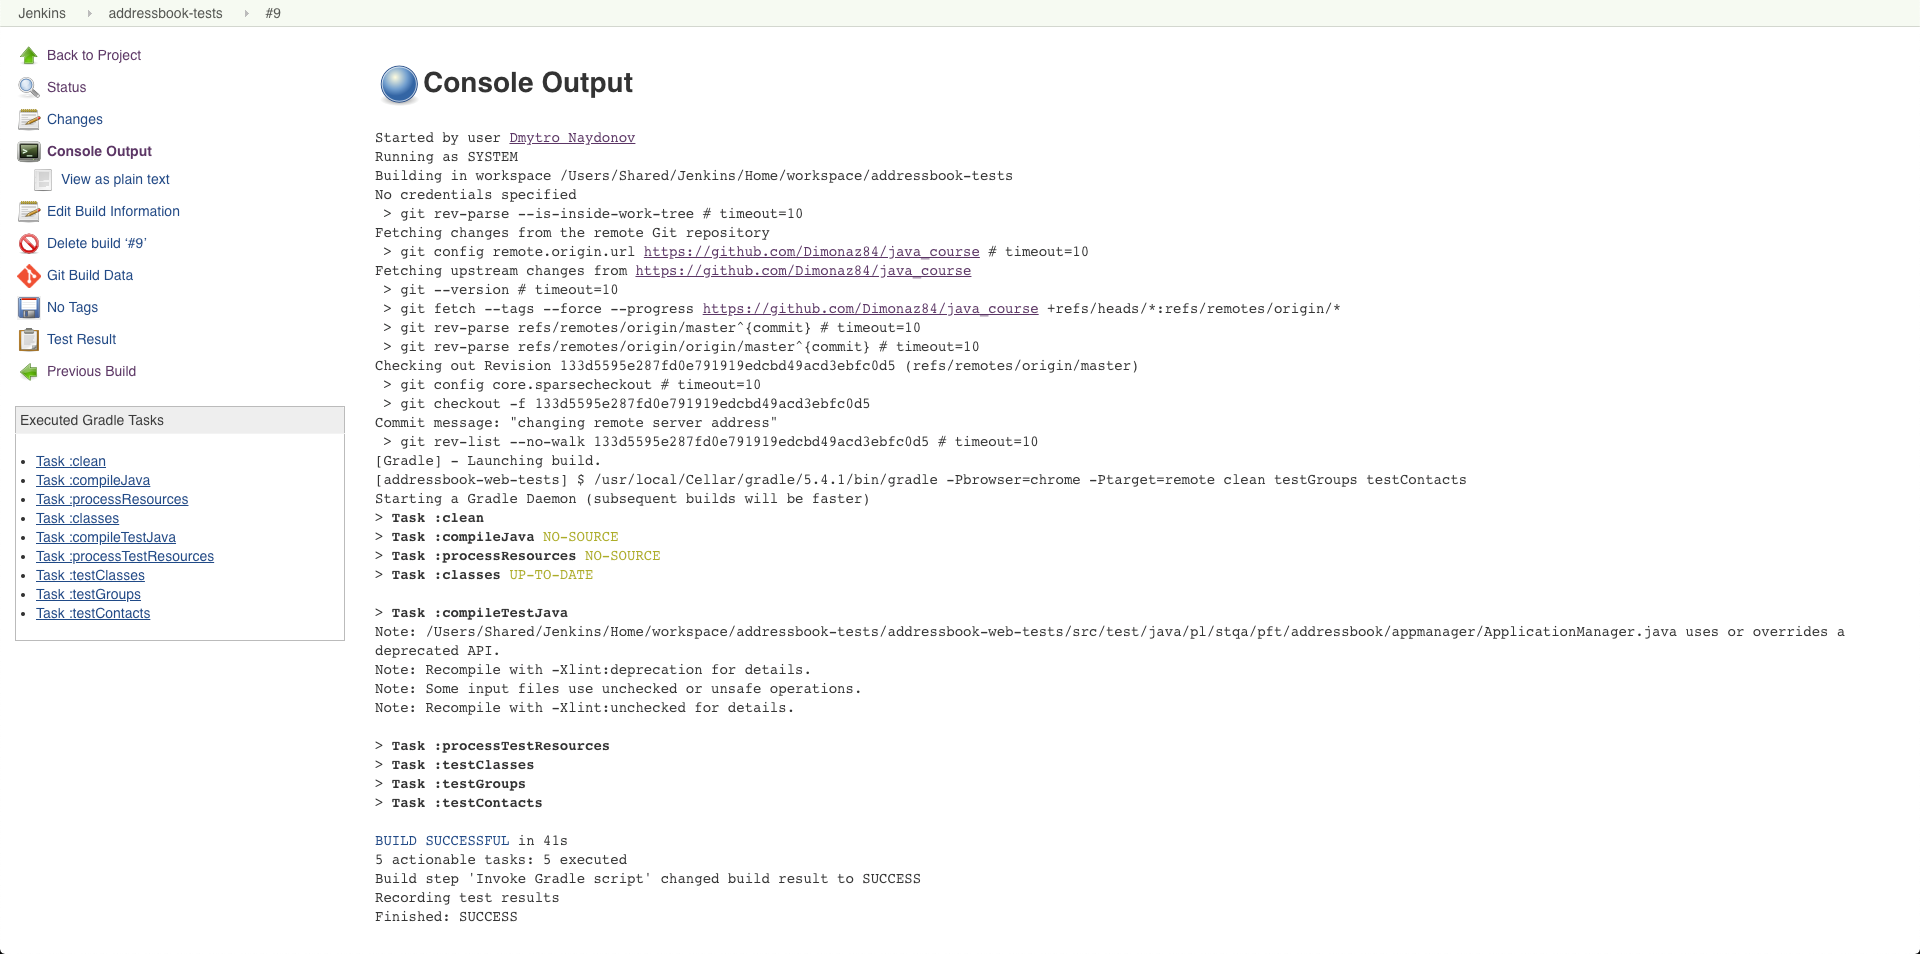 Jenkins addressbook-tests #9
Back to Project
Status
Changes
Console Output
View as plain text
Edit Build Information
Delete build ‘#9’
Git Build Data
No Tags
Test Result
Previous Build
Executed Gradle Tasks
Task :clean
Task :compileJava
Task :processResources
Task :classes
Task :compileTestJava
Task :processTestResources
Task :testClasses
Task :testGroups
Task :testContacts
Console Output
Started by user Dmytro Naydonov
Running as SYSTEM
Building in workspace /Users/Shared/Jenkins/Home/workspace/addressbook-tests
No credentials specified
> git rev-parse --is-inside-work-tree # timeout=10
Fetching changes from the remote Git repository
> git config remote.origin.url https://github.com/Dimonaz84/java_course # timeout=10
Fetching upstream changes from https://github.com/Dimonaz84/java_course
> git --version # timeout=10
> git fetch --tags --force --progress https://github.com/Dimonaz84/java_course +refs/heads/*:refs/remotes/origin/*
> git rev-parse refs/remotes/origin/master^{commit} # timeout=10
> git rev-parse refs/remotes/origin/origin/master^{commit} # timeout=10
Checking out Revision 133d5595e287fd0e791919edcbd49acd3ebfc0d5 (refs/remotes/origin/master)
> git config core.sparsecheckout # timeout=10
> git checkout -f 133d5595e287fd0e791919edcbd49acd3ebfc0d5
Commit message: "changing remote server address"
> git rev-list --no-walk 133d5595e287fd0e791919edcbd49acd3ebfc0d5 # timeout=10
[Gradle] - Launching build.
[addressbook-web-tests] $ /usr/local/Cellar/gradle/5.4.1/bin/gradle -Pbrowser=chrome -Ptarget=remote clean testGroups testContacts
Starting a Gradle Daemon (subsequent builds will be faster)
> Task :clean
> Task :compileJava NO-SOURCE
> Task :processResources NO-SOURCE
> Task :classes UP-TO-DATE
> Task :compileTestJava
Note: /Users/Shared/Jenkins/Home/workspace/addressbook-tests/addressbook-web-tests/src/test/java/pl/stqa/pft/addressbook/appmanager/ApplicationManager.java uses or overrides a
deprecated API.
Note: Recompile with -Xlint:deprecation for details.
Note: Some input files use unchecked or unsafe operations.
Note: Recompile with -Xlint:unchecked for details.
> Task :processTestResources
> Task :testClasses
> Task :testGroups
> Task :testContacts
BUILD SUCCESSFUL in 41s
5 actionable tasks: 5 executed
Build step 'Invoke Gradle script' changed build result to SUCCESS
Recording test results
Finished: SUCCESS